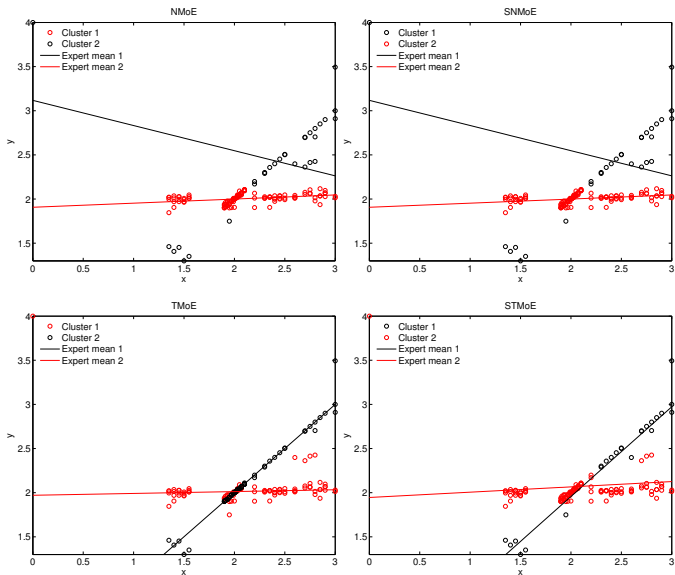 NMoE
Cluster 1
Cluster 2
Expert mean 1
Expert mean 2
4
3.5
3
2.5
2
1.5
y
0 0.5 1 1.5 2 2.5 3
x
SNMoE
Cluster 1
Cluster 2
Expert mean 1
Expert mean 2
4
3.5
3
2.5
2
1.5
y
0 0.5 1 1.5 2 2.5 3
x
TMoE
Cluster 1
Cluster 2
Expert mean 1
Expert mean 2
4
3.5
3
2.5
2
1.5
y
0 0.5 1 1.5 2 2.5 3
x
STMoE
Cluster 1
Cluster 2
Expert mean 1
Expert mean 2
4
3.5
3
2.5
2
1.5
y
0 0.5 1 1.5 2 2.5 3
x